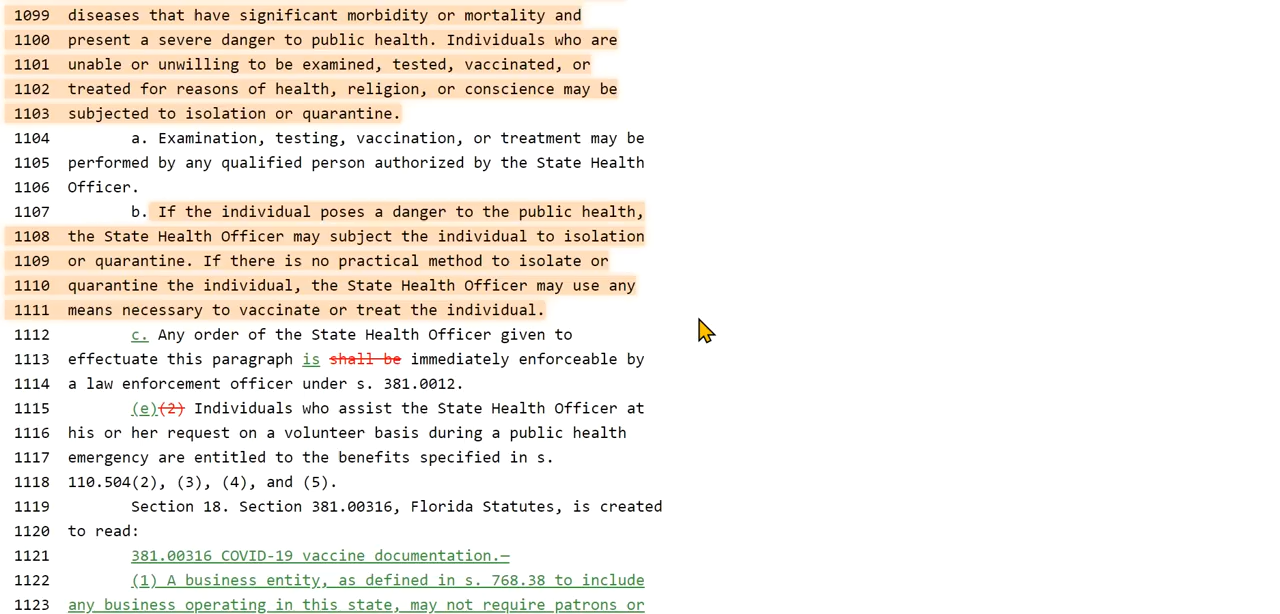 1099 diseases that have significant morbidity or mortality and
1100 present a severe danger to public health. Individuals who are
1101 unable or unwilling to be examined, tested, vaccinated, or
1102 treated for reasons of health, religion, or conscience may be
1103 subjected to isolation or quarantine.
1104 a. Examination, testing, vaccination, or treatment may be
1105 performed by any qualified person authorized by the State Health
1106 Officer.
1107 b. If the individual poses a danger to the public health,
1108 the State Health Officer may subject the individual to isolation
1109 or quarantine. If there is no practical method to isolate or
1110 quarantine the individual, the State Health Officer may use any
1111 means necessary to vaccinate or treat the individual.
1112 c. Any order of the State Health Officer given to
1113 effectuate this paragraph is shall be immediately enforceable by
1114 a law enforcement officer under s. 381.0012.
1115 (e)(2) Individuals who assist the State Health Officer at
1116 his or her request on a volunteer basis during a public health
1117 emergency are entitled to the benefits specified in s.
1118 110.504(2), (3), (4), and (5).
1119 Section 18. Section 381.00316, Florida Statutes, is created
1120 to read:
1121 381.00316 COVID-19 vaccine documentation.—
1122 (1) A business entity, as defined in s. 768.38 to include
1123 any business operating in this state, may not require patrons or